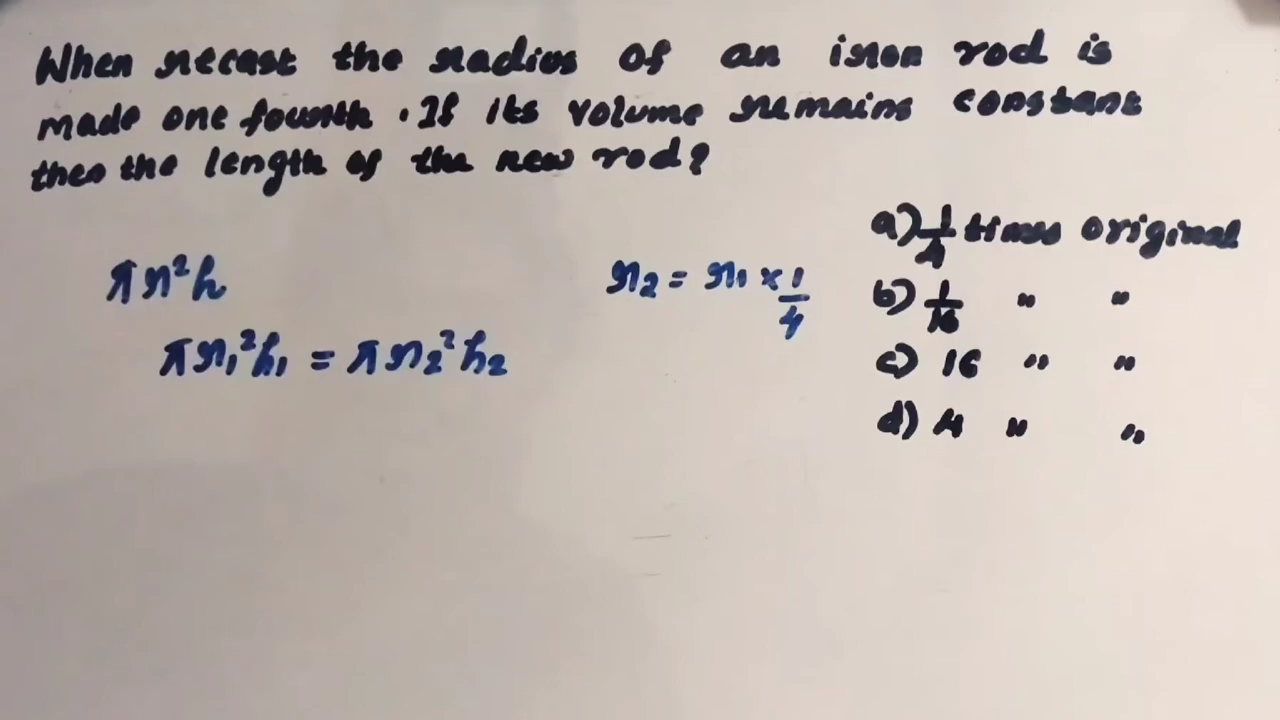 When recast the radius of an iron rod is
made one fourth. If its volume remains constant
then the length of the new rod?
a) 1/4 times original
πr²h
r₂ = r₁ × 1/4
b) 1/16 " "
πr₁²h₁ = πr₂²h₂
c) 16 " "
d) 4 " "